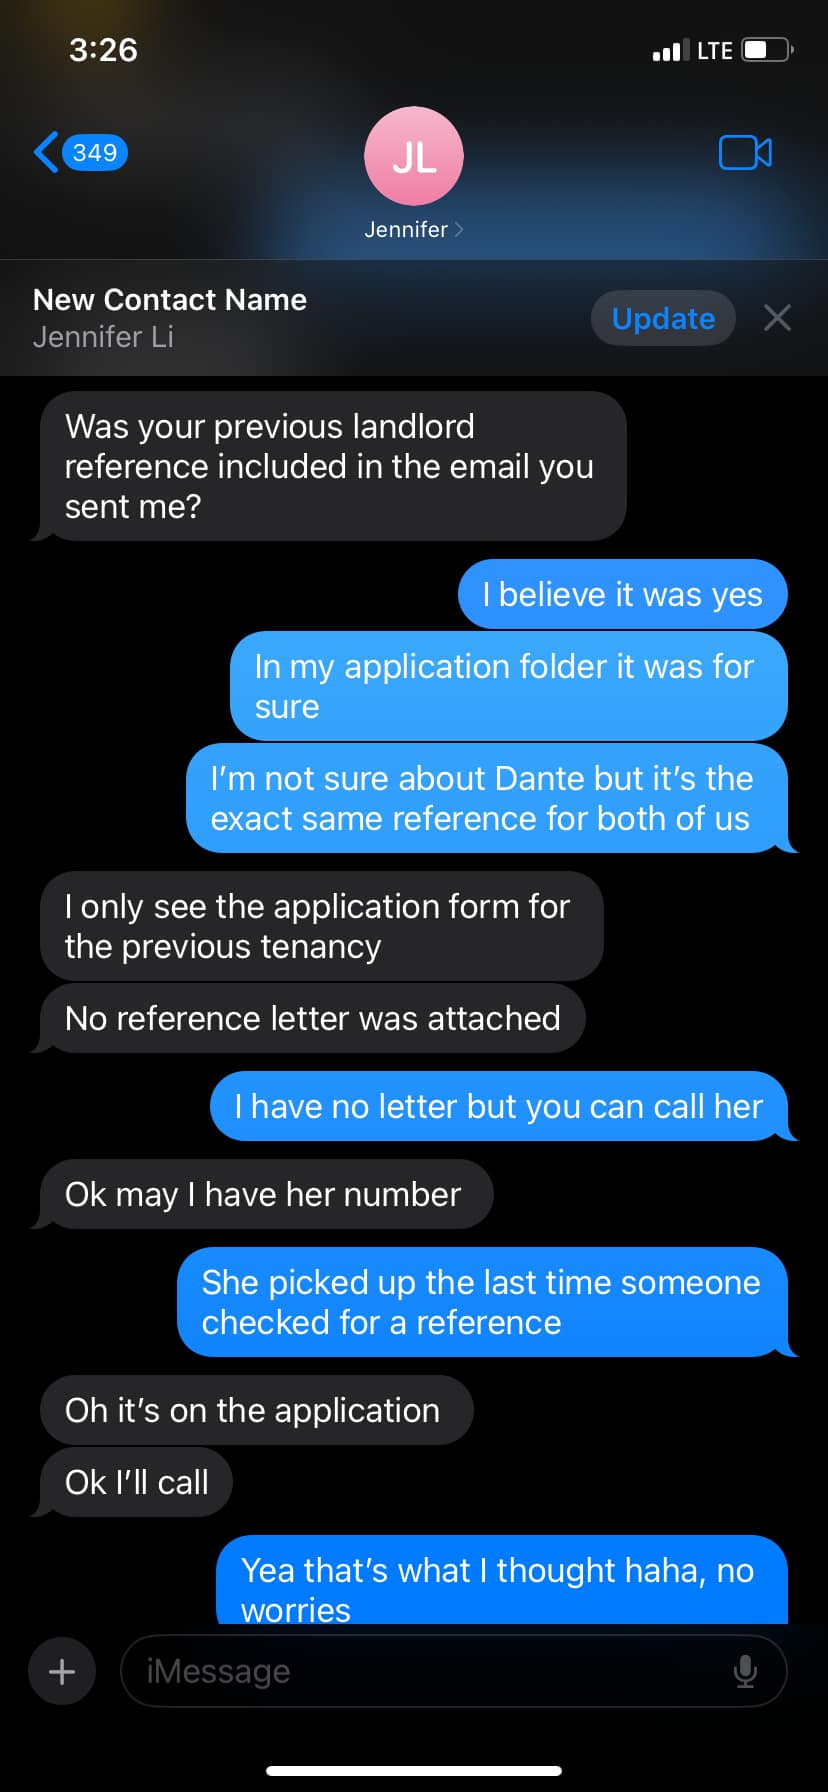 3:26
LTE
349
JL
Jennifer
New Contact Name
Jennifer Li
Update
Was your previous landlord
reference included in the email you
sent me?
I believe it was yes
In my application folder it was for
sure
I'm not sure about Dante but it's the
exact same reference for both of us
I only see the application form for
the previous tenancy
No reference letter was attached
I have no letter but you can call her
Ok may I have her number
She picked up the last time someone
checked for a reference
Oh it's on the application
Ok I'll call
Yea that's what I thought haha, no
worries
iMessage